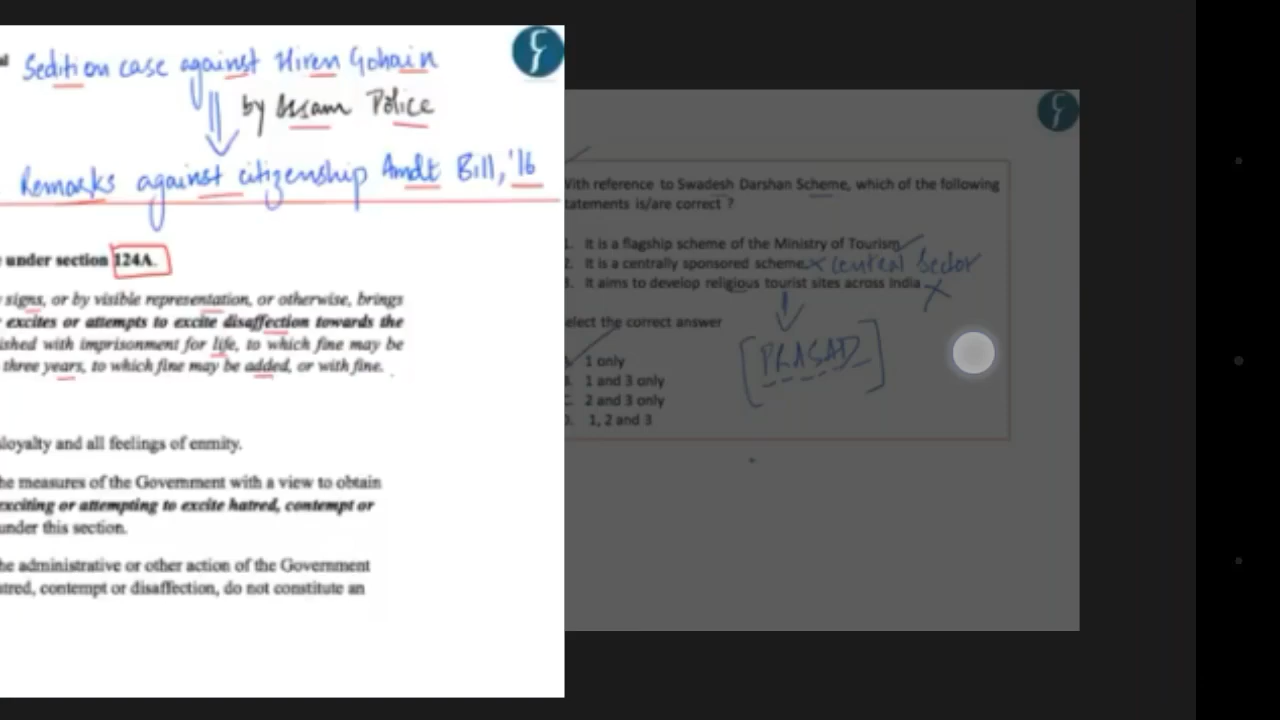 Sedition case against Hiren Gohain
by Assam Police
Remarks against citizenship Amdt Bill, '16
under section 124A.
signs, or by visible representation, or otherwise, brings
excites or attempts to excite disaffection towards the
ished with imprisonment for life, to which fine may be
three years, to which fine may be added, or with fine.
loyalty and all feelings of enmity.
he measures of the Government with a view to obtain
exciting or attempting to excite hatred, contempt or
under this section.
he administrative or other action of the Government
tred, contempt or disaffection, do not constitute an
With reference to Swadesh Darshan Scheme, which of the following
tatements is/are correct ?
1. It is a flagship scheme of the Ministry of Tourism
2. It is a centrally sponsored scheme x central sector
3. It aims to develop religious tourist sites across India x
elect the correct answer
1 only
1 and 3 only
2 and 3 only
1, 2 and 3
[PRASAD]